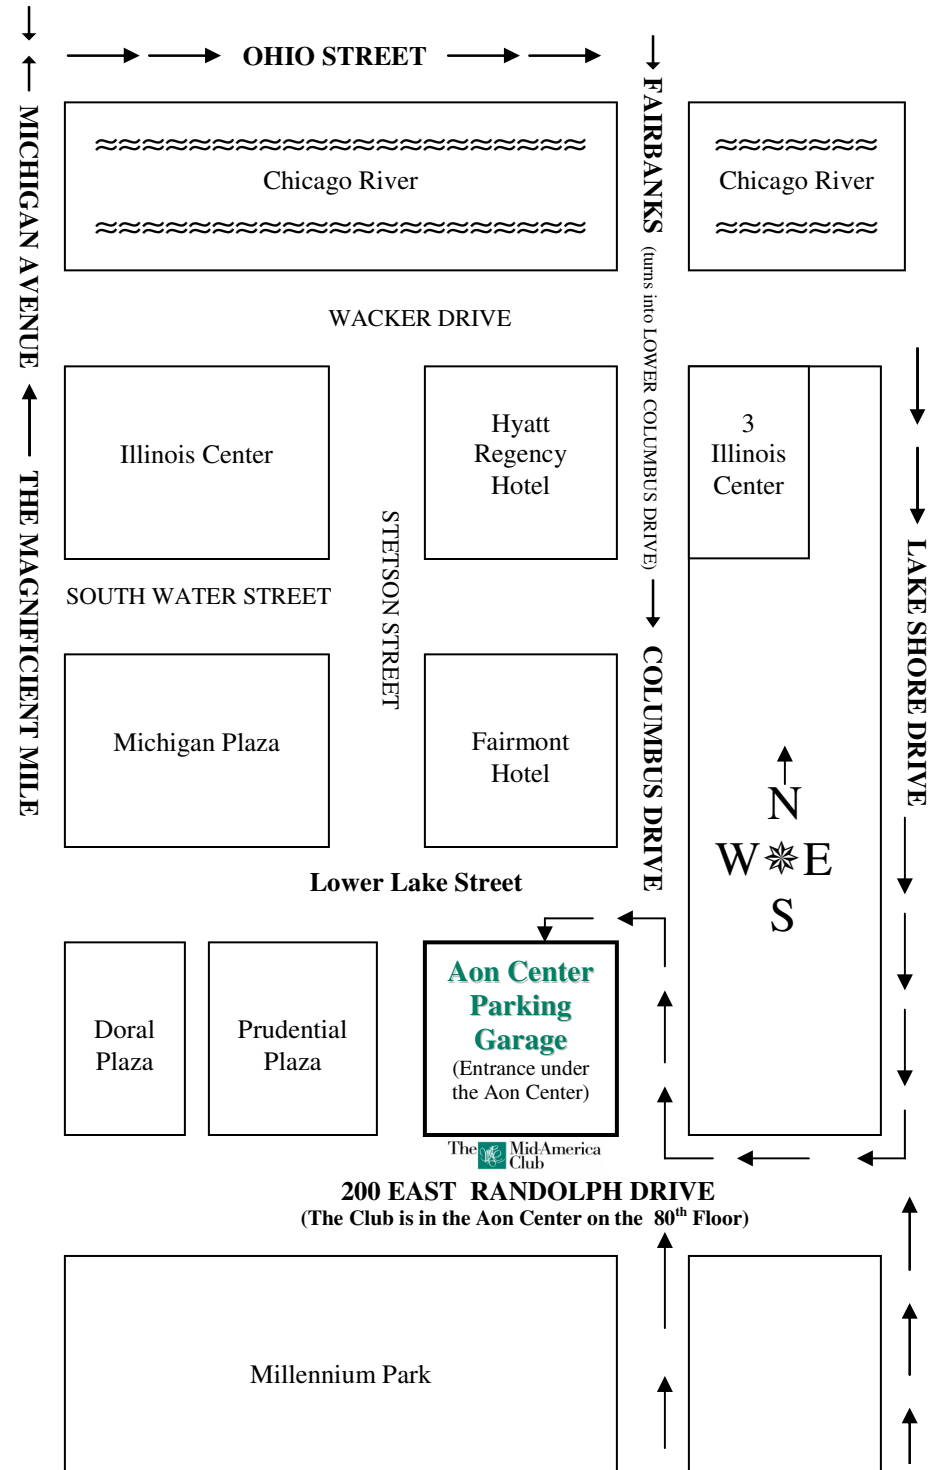 OHIO STREET
MICHIGAN AVENUE
THE MAGNIFICIENT MILE
FAIRBANKS
(turns into LOWER COLUMBUS DRIVE)
COLUMBUS DRIVE
≈≈≈≈≈≈≈≈≈≈≈≈≈≈≈≈≈≈≈≈≈
Chicago River
≈≈≈≈≈≈≈≈≈≈≈≈≈≈≈≈≈≈≈≈≈
≈≈≈≈≈≈≈
Chicago River
≈≈≈≈≈≈≈
WACKER DRIVE
Illinois Center
Hyatt
Regency
Hotel
3
Illinois
Center
STETSON STREET
SOUTH WATER STREET
LAKE SHORE DRIVE
Michigan Plaza
Fairmont
Hotel
N
W E
S
Lower Lake Street
Doral
Plaza
Prudential
Plaza
Aon Center
Parking
Garage
(Entrance under
the Aon Center)
The Mid-America
Club
200 EAST RANDOLPH DRIVE
(The Club is in the Aon Center on the 80th Floor)
Millennium Park